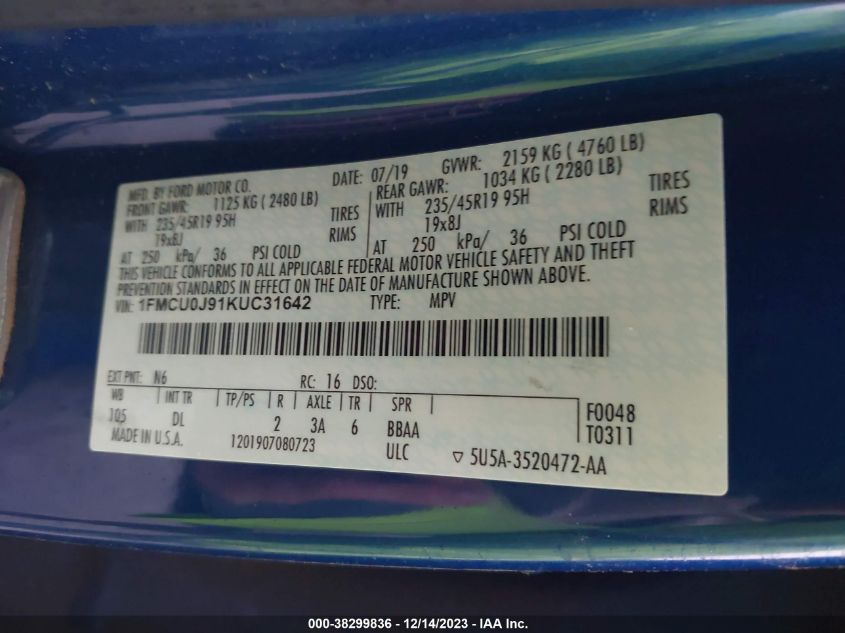 MFD. BY FORD MOTOR CO.
DATE: 07/19 GVWR: 2159 KG ( 4760 LB)
FRONT GAWR: 1125 KG ( 2480 LB) REAR GAWR: 1034 KG ( 2280 LB)
WITH 235/45R19 95H TIRES WITH 235/45R19 95H TIRES
19x8J RIMS 19x8J RIMS
AT 250 kPa/ 36 PSI COLD AT 250 kPa/ 36 PSI COLD
THIS VEHICLE CONFORMS TO ALL APPLICABLE FEDERAL MOTOR VEHICLE SAFETY AND THEFT
PREVENTION STANDARDS IN EFFECT ON THE DATE OF MANUFACTURE SHOWN ABOVE.
VIN: 1FMCU0J91KUC31642 TYPE: MPV
EXT PNT: N6 RC: 16 DSO:
WB INT TR TP/PS R AXLE TR SPR F0048
105 DL 2 3A 6 BBAA T0311
MADE IN U.S.A. 1201907080723 ULC ▽ 5U5A-3520472-AA
000-38299836 - 12/14/2023 - U.S.A. - IAA Inc.